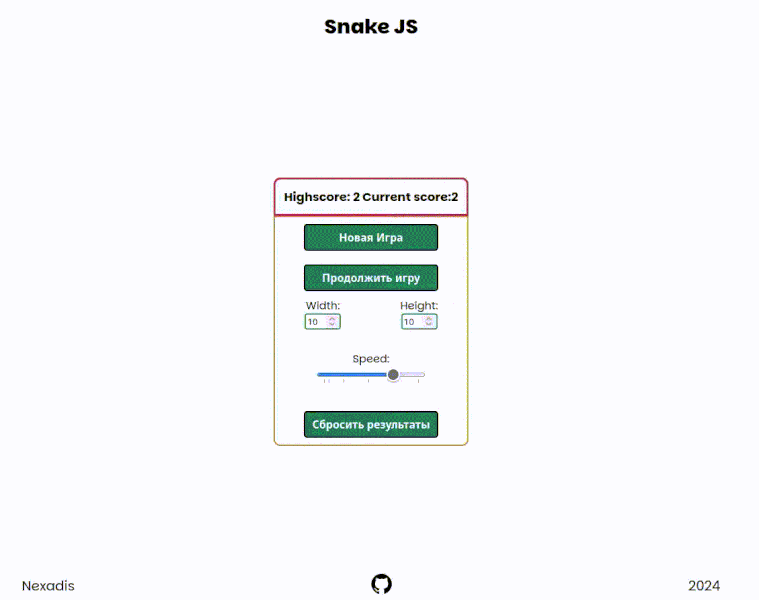 Snake JS
Highscore: 2 Current score:2
Новая Игра
Продолжить игру
Width: Height:
10 10
Speed:
Сбросить результаты
Nexadis 2024